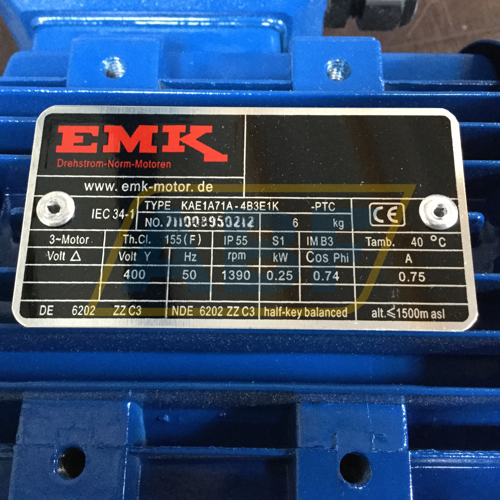 EMK
Drehstrom-Norm-Motoren
www.emk-motor.de
IEC 34-1 TYPE KAE1A71A-4B3E1K -PTC CE
NO. 711008950212 6 kg
3~Motor Th.Cl. 155(F) IP 55 S1 IM B3 Tamb. 40 °C
Volt △ Volt Y Hz rpm kW Cos Phi A
400 50 1390 0.25 0.74 0.75
DE 6202 ZZ C3 NDE 6202 ZZ C3 half-key balanced alt.≤1500m asl